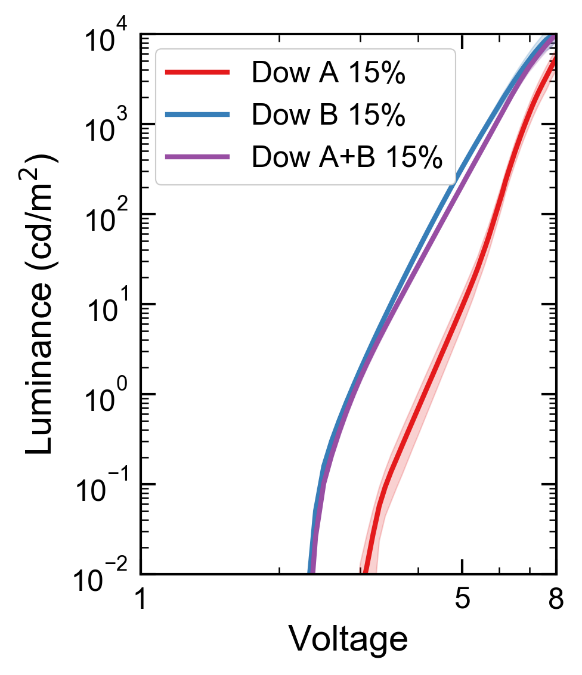 10^4
Dow A 15%
Dow B 15%
Dow A+B 15%
10^3
10^2
10^1
10^0
10^−1
10^−2
Luminance (cd/m^2)
1 5 8
Voltage